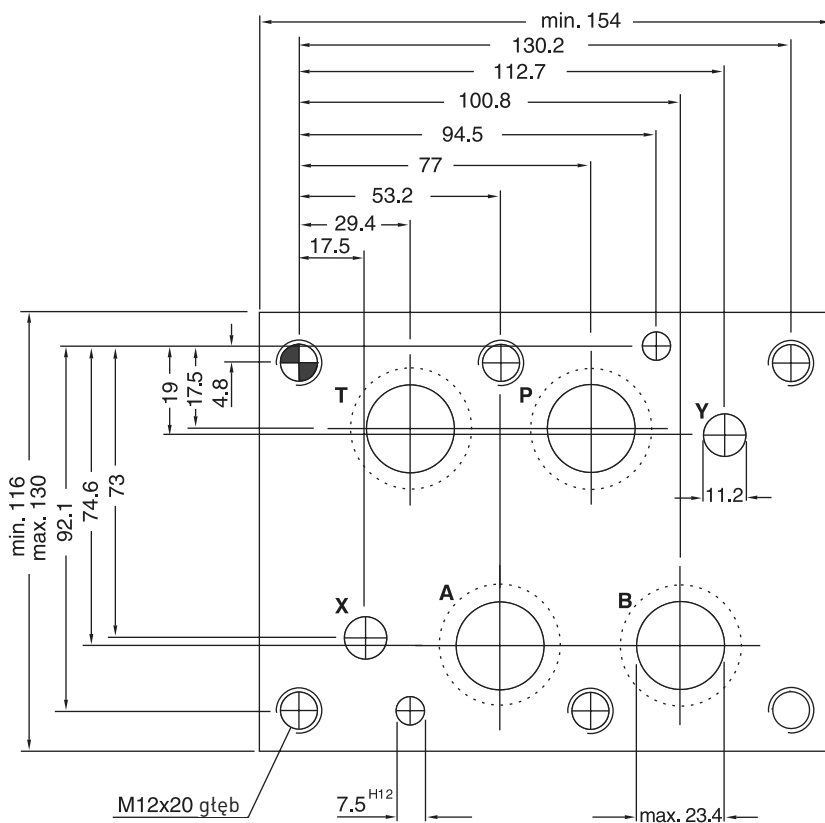 min. 154
130.2
112.7
100.8
94.5
77
53.2
29.4
17.5
T
P
Y
19
17.5
4.8
11.2
min. 116
max. 130
92.1
74.6
73
X
A
B
M12x20 głęb
7.5 H12
max. 23.4